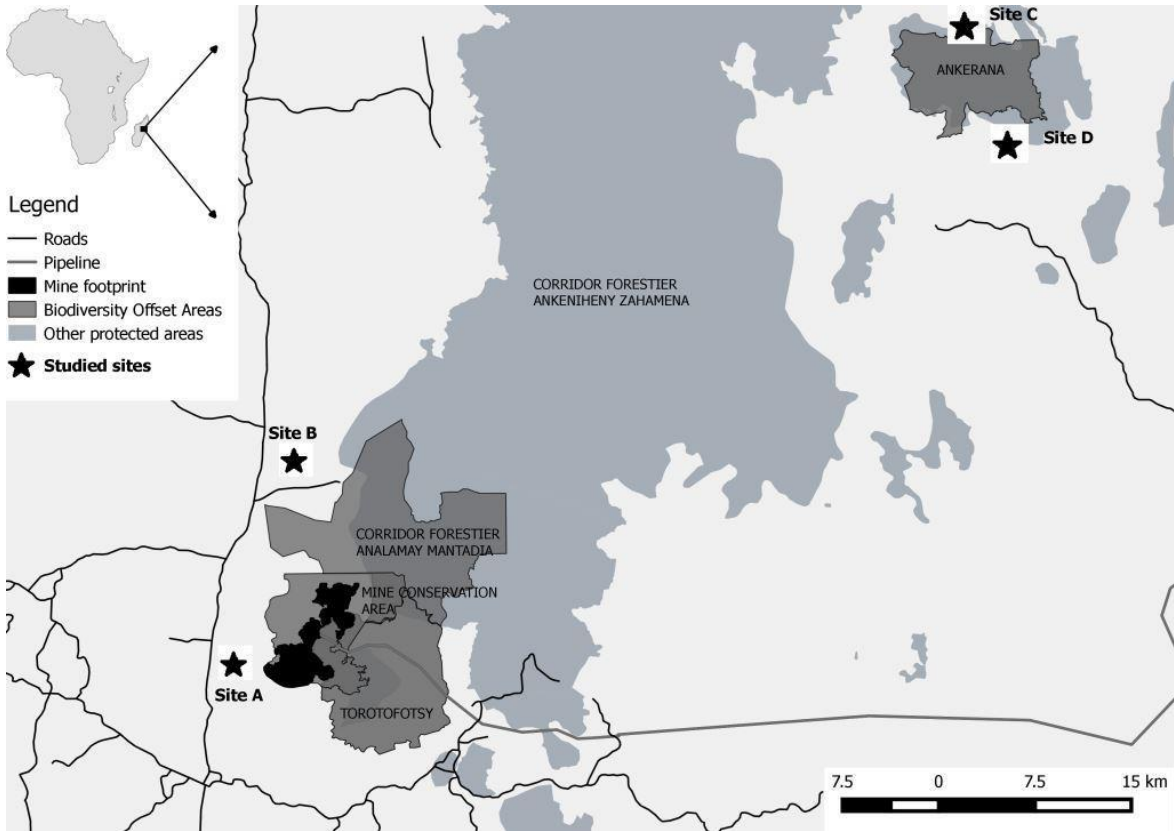 Site C
ANKERANA
Site D
Legend
Roads
Pipeline
Mine footprint
Biodiversity Offset Areas
Other protected areas
Studied sites
CORRIDOR FORESTIER
ANKENIHENY ZAHAMENA
Site B
CORRIDOR FORESTIER
ANALAMAY MANTADIA
MINE CONSERVATION
AREA
Site A
TOROTOFOTSY
7.5 0 7.5 15 km